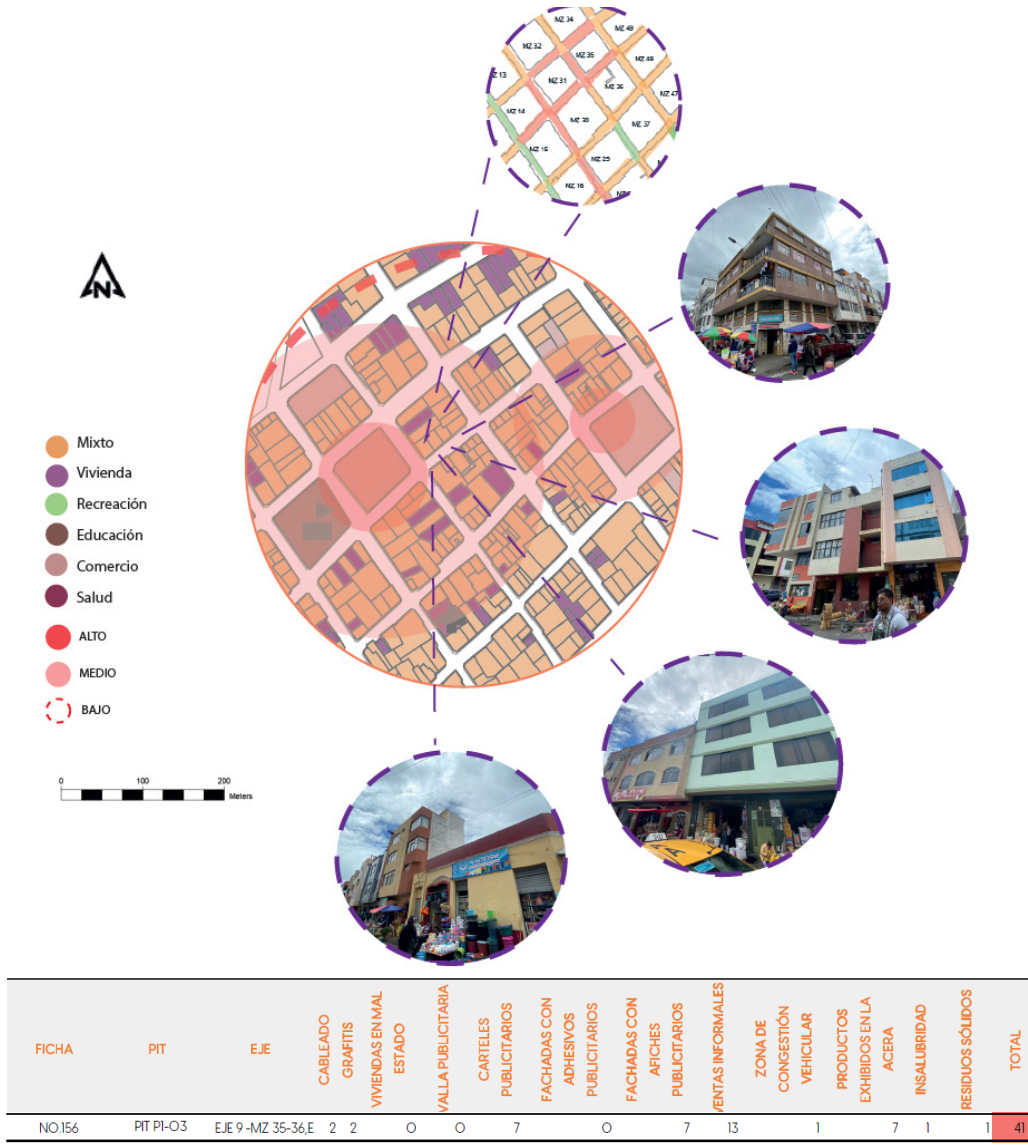 MZ 34
MZ 49
MZ 32
MZ 35
MZ 48
MZ 31
MZ 36
MZ 47
MZ 14
MZ 30
MZ 37
MZ 15
MZ 29
MZ 16
N
Mixto
Vivienda
Recreación
Educación
Comercio
Salud
ALTO
MEDIO
BAJO
0 100 200
Meters
FICHA
PIT
EJE
CABLEADO
GRAFITIS
VIVIENDAS EN MAL
ESTADO
VALLA PUBLICITARIA
CARTELES
PUBLICITARIOS
FACHADAS CON
ADHESIVOS
PUBLICITARIOS
FACHADAS CON
AFICHES
PUBLICITARIOS
VENTAS INFORMALES
ZONA DE
CONGESTIÓN
VEHICULAR
PRODUCTOS
EXHIBIDOS EN LA
ACERA
INSALUBRIDAD
RESIDUOS SÓLIDOS
TOTAL
NO.156 PIT P1-O3 EJE 9 -MZ 35-36,E 2 2 O O 7 O 7 13 1 7 1 1 41